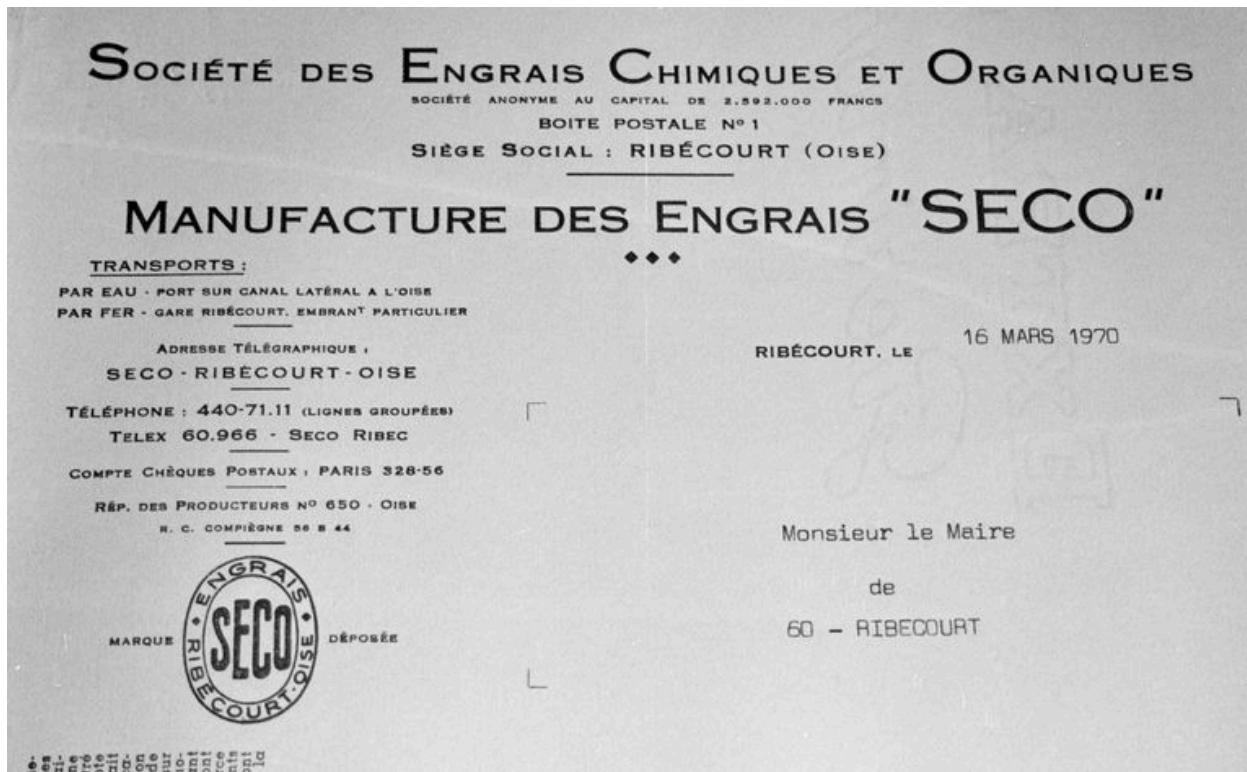 SOCIÉTÉ DES ENGRAIS CHIMIQUES ET ORGANIQUES
SOCIÉTÉ ANONYME AU CAPITAL DE 2.592.000 FRANCS
BOITE POSTALE Nº 1
SIÈGE SOCIAL : RIBÉCOURT (OISE)
MANUFACTURE DES ENGRAIS "SECO"
TRANSPORTS :
PAR EAU - PORT SUR CANAL LATÉRAL A L'OISE
PAR FER - GARE RIBÉCOURT. EMBRANT PARTICULIER
ADRESSE TÉLÉGRAPHIQUE :
SECO - RIBÉCOURT - OISE
TÉLÉPHONE : 440-71.11 (LIGNES GROUPÉES)
TELEX 60.966 - SECO RIBEC
COMPTE CHÈQUES POSTAUX : PARIS 328-56
RÉP. DES PRODUCTEURS Nº 650 - OISE
R. C. COMPIÈGNE 56 B 44
MARQUE
ENGRAIS
SECO
RIBÉCOURT-OISE
DÉPOSÉE
RIBÉCOURT, LE 16 MARS 1970
Monsieur le Maire
de
60 - RIBECOURT